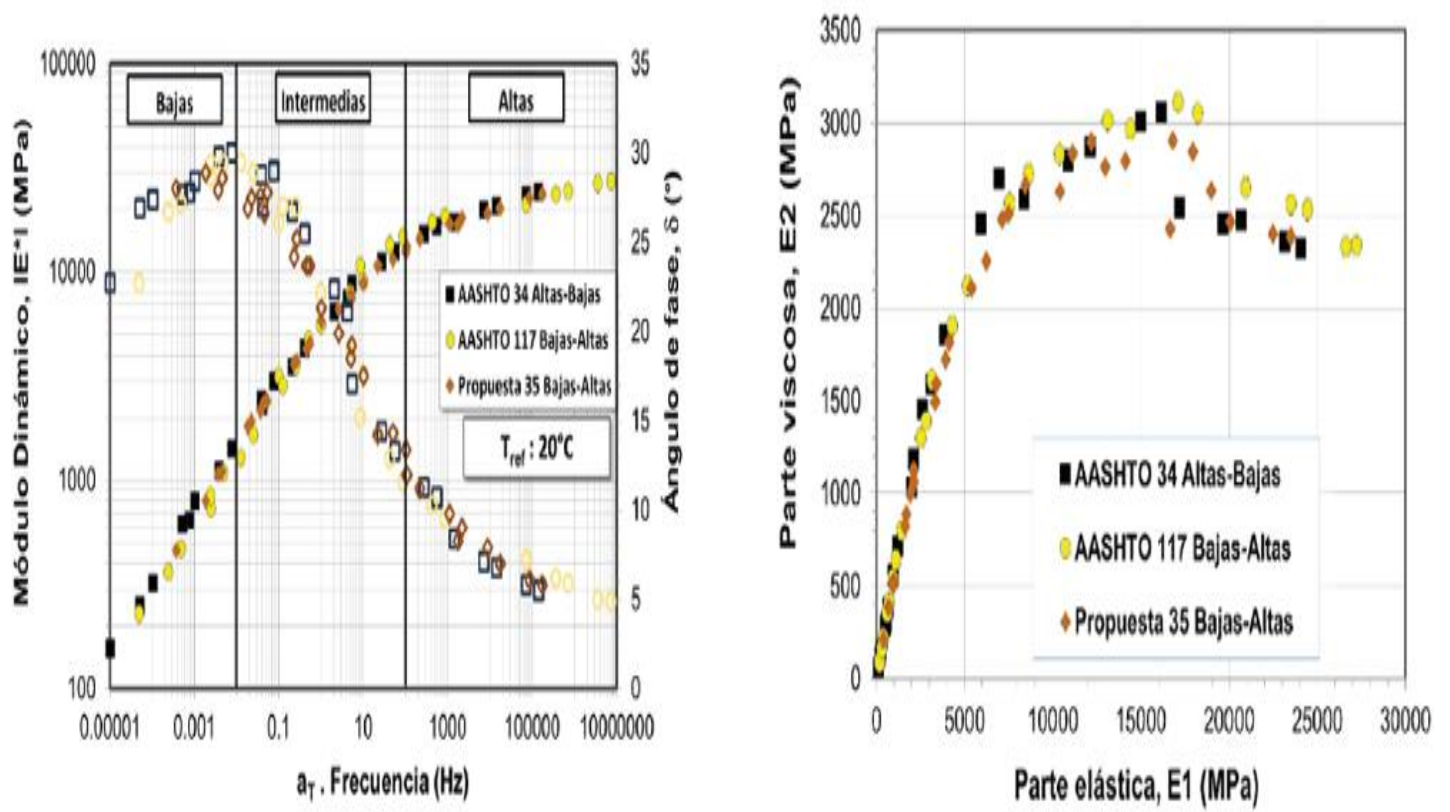 Módulo Dinámico, IE*I (MPa)
100000
10000
1000
100
Bajas
Intermedias
Altas
AASHTO 34 Altas-Bajas
AASHTO 117 Bajas-Altas
Propuesta 35 Bajas-Altas
Tref : 20°C
35
30
25
20
15
10
5
0
Ángulo de fase, δ (°)
0.00001 0.001 0.1 10 1000 100000 10000000
aT . Frecuencia (Hz)
Parte viscosa, E2 (MPa)
3500
3000
2500
2000
1500
1000
500
0
AASHTO 34 Altas-Bajas
AASHTO 117 Bajas-Altas
Propuesta 35 Bajas-Altas
0 5000 10000 15000 20000 25000 30000
Parte elástica, E1 (MPa)